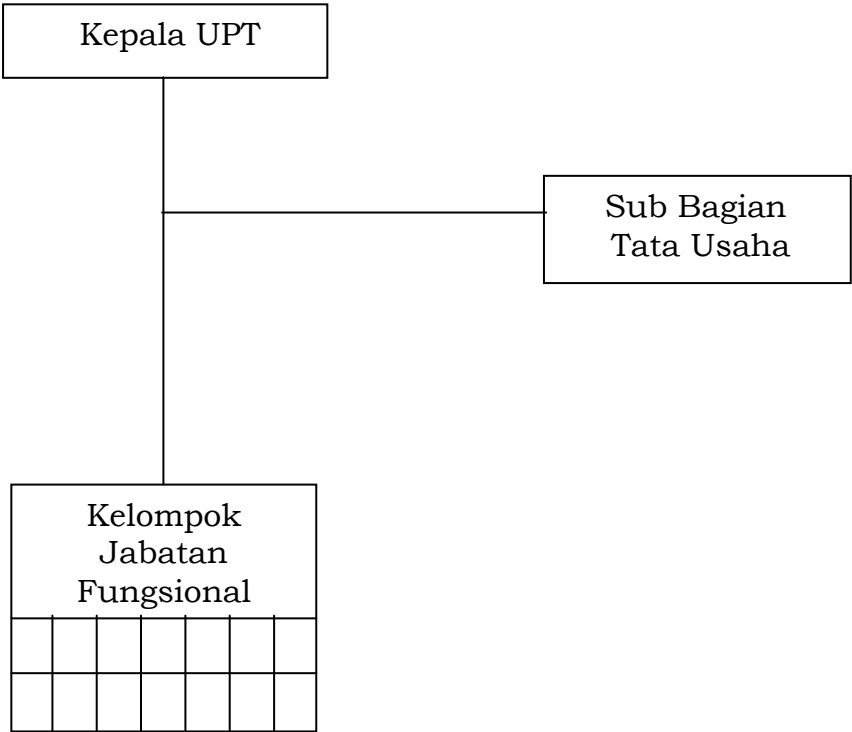 Kepala UPT
Sub Bagian
Tata Usaha
Kelompok
Jabatan
Fungsional